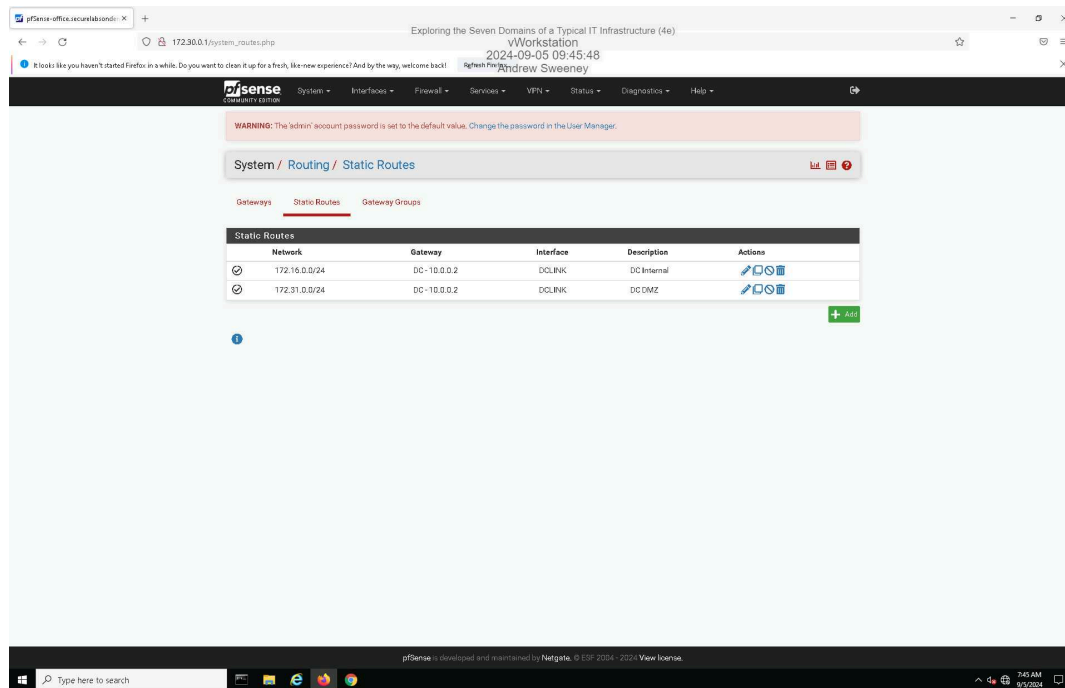 pfSense-office.securelabsonde
Exploring the Seven Domains of a Typical IT Infrastructure (4e)
172.30.0.1/system_routes.php
vWorkstation
2024-09-05 09:45:48
It looks like you haven't started Firefox in a while. Do you want to clean it up for a fresh, like-new experience? And by the way, welcome back! Refresh Firefox
Andrew Sweeney
pfsense System Interfaces Firewall Services VPN Status Diagnostics Help
COMMUNITY EDITION
WARNING: The 'admin' account password is set to the default value. Change the password in the User Manager.
System / Routing / Static Routes
Gateways Static Routes Gateway Groups
Static Routes
Network Gateway Interface Description Actions
172.16.0.0/24 DC - 10.0.0.2 DCLINK DC Internal
172.31.0.0/24 DC - 10.0.0.2 DCLINK DC DMZ
Add
pfSense is developed and maintained by Netgate. © ESF 2004 - 2024 View license.
Type here to search
7:45 AM
9/5/2024